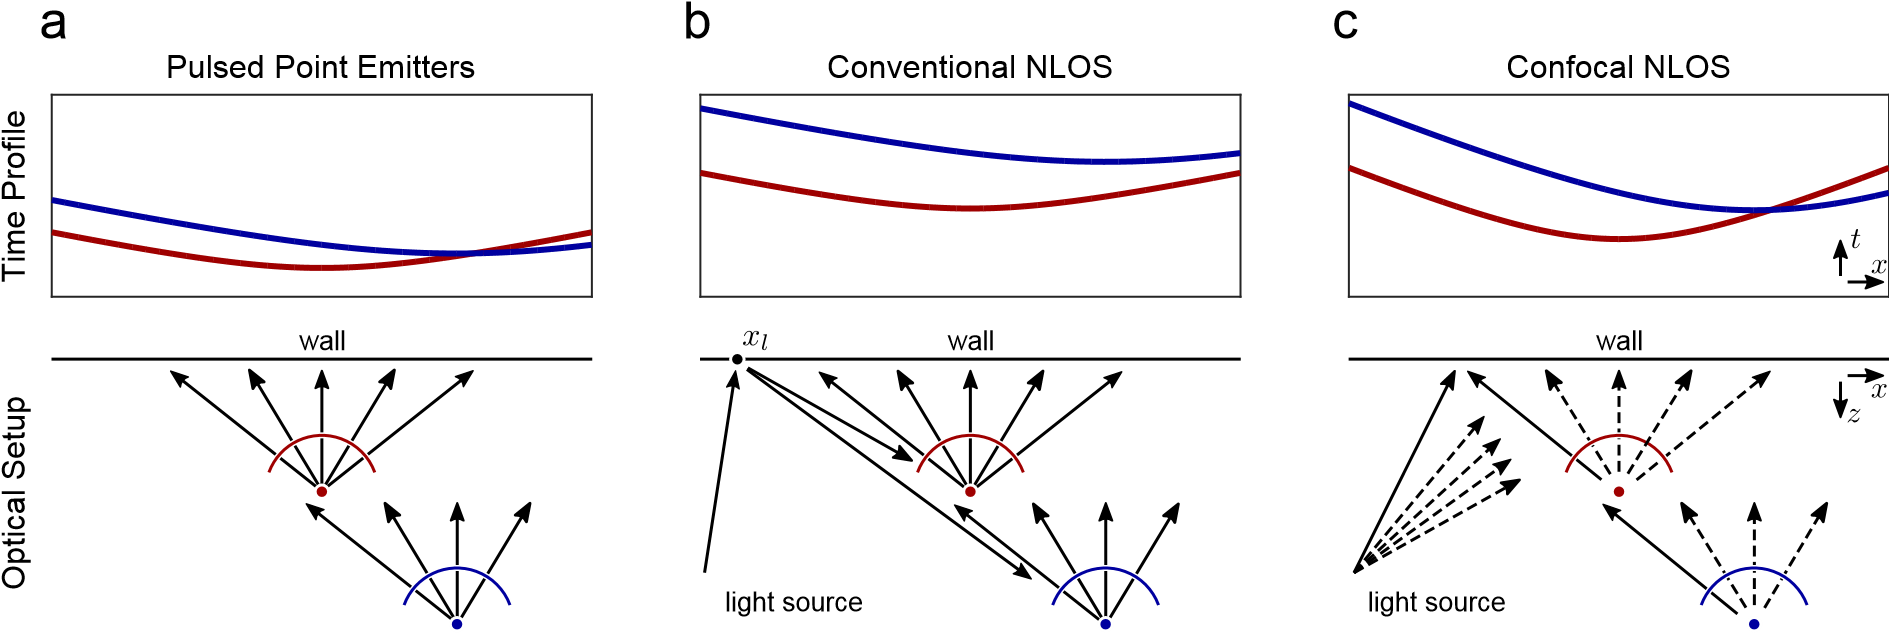 a
b
c
Pulsed Point Emitters
Conventional NLOS
Confocal NLOS
Time Profile
t
x
wall
x_l
wall
wall
x
z
Optical Setup
light source
light source